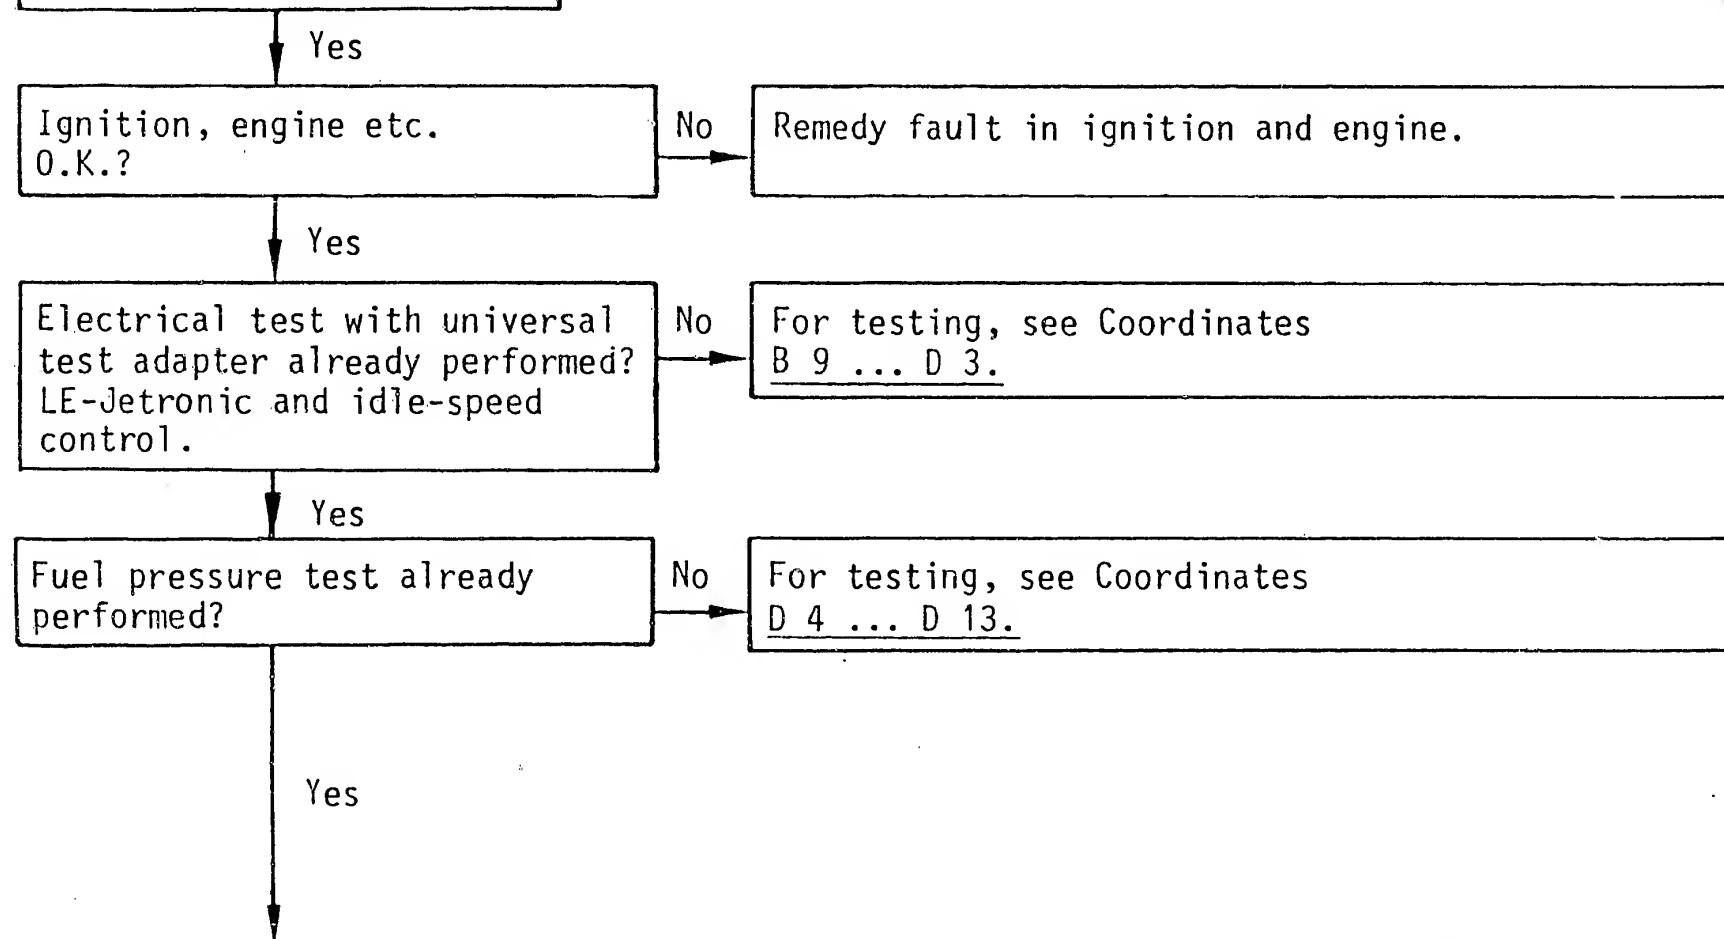 Yes
Ignition, engine etc.
O.K.?
No
Remedy fault in ignition and engine.
Yes
Electrical test with universal
test adapter already performed?
LE-Jetronic and idle-speed
control.
No
For testing, see Coordinates
B 9 ... D 3.
Yes
Fuel pressure test already
performed?
No
For testing, see Coordinates
D 4 ... D 13.
Yes